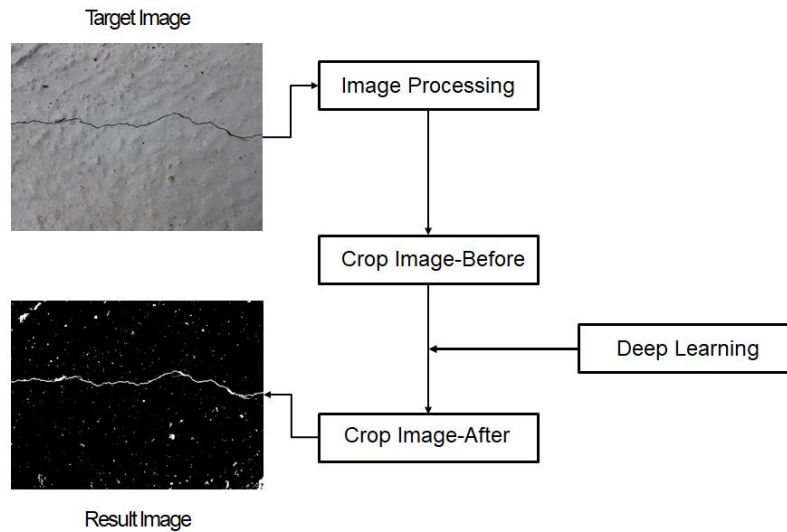 Target Image
Image Processing
Crop Image-Before
Deep Learning
Crop Image-After
Result Image